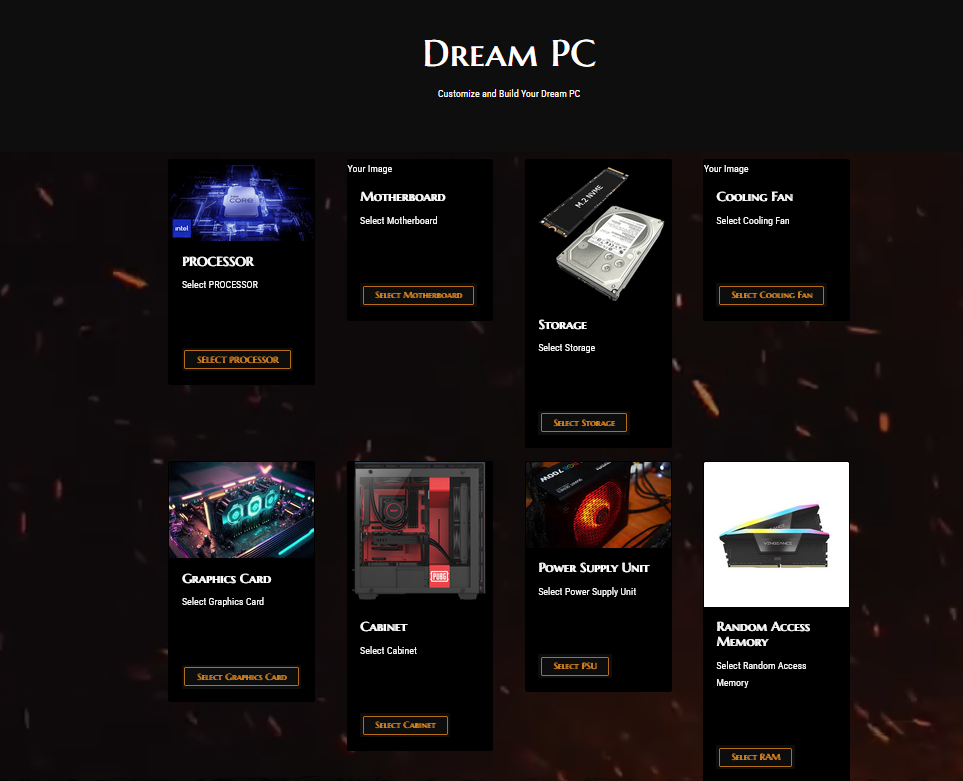 Dream PC
Customize and Build Your Dream PC
intel
CORE
PROCESSOR
Select PROCESSOR
SELECT PROCESSOR
Your Image
Motherboard
Select Motherboard
Select Motherboard
M.2 NVME
Storage
Select Storage
Select Storage
Your Image
Cooling Fan
Select Cooling Fan
Select Cooling Fan
Graphics Card
Select Graphics Card
Select Graphics Card
PUBG
Cabinet
Select Cabinet
Select Cabinet
700W
Power Supply Unit
Select Power Supply Unit
Select PSU
VENGEANCE
Random Access
Memory
Select Random Access
Memory
Select RAM